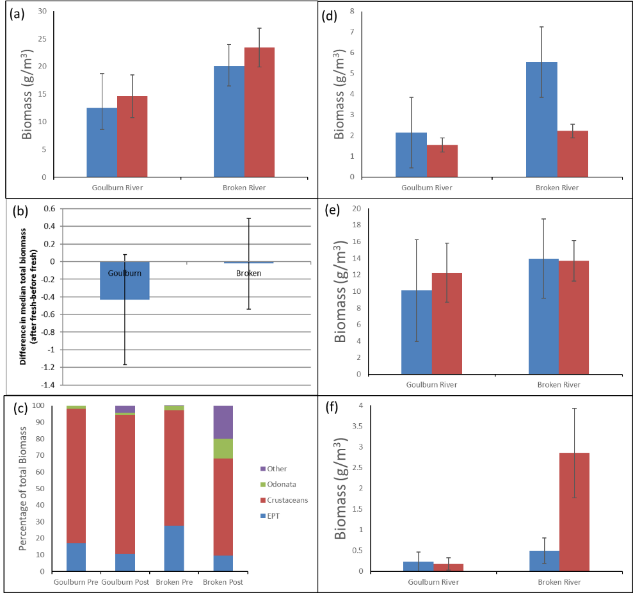 (a)
Biomass (g/m³)
30
25
20
15
10
5
0
Goulburn River
Broken River
(b)
Difference in median total bionmass
(after fresh-before fresh)
0.6
0.4
0.2
0
-0.2
-0.4
-0.6
-0.8
-1
-1.2
-1.4
Goulburn
Broken
(c)
Percentage of total Biomass
100
90
80
70
60
50
40
30
20
10
0
Goulburn Pre
Goulburn Post
Broken Pre
Broken Post
Other
Odonata
Crustaceans
EPT
(d)
Biomass (g/m³)
8
7
6
5
4
3
2
1
0
Goulburn River
Broken River
(e)
Biomass (g/m³)
20
18
16
14
12
10
8
6
4
2
0
Goulburn River
Broken River
(f)
Biomass (g/m³)
4
3.5
3
2.5
2
1.5
1
0.5
0
Goulburn River
Broken River